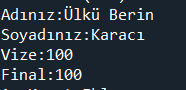 Adınız:Ülkü Berin
Soyadınız:Karacı
Vize:100
Final:100